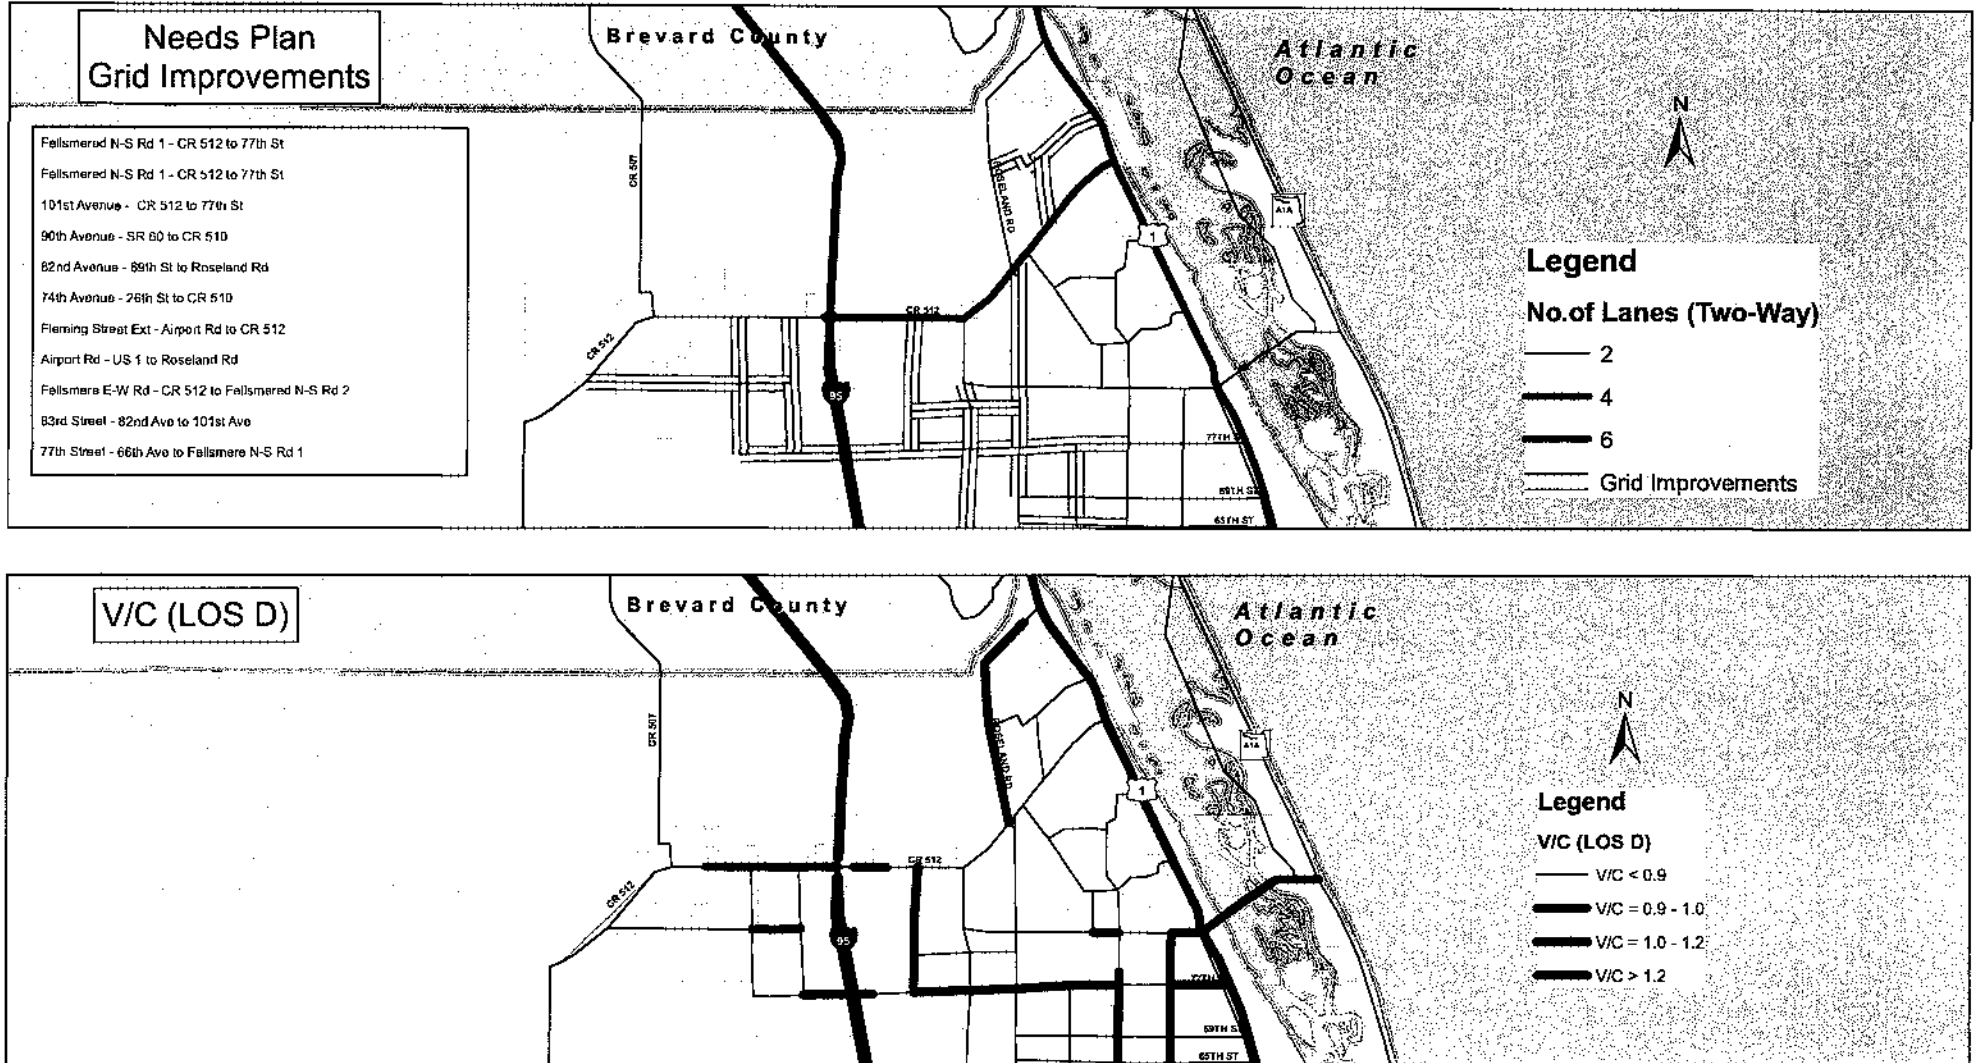 Needs Plan
Grid Improvements
Brevard County
Atlantic
Ocean
N
Fellsmered N-S Rd 1 - CR 512 to 77th St
Fellsmered N-S Rd 1 - CR 512 to 77th St
101st Avenue - CR 512 to 77th St
90th Avenue - SR 60 to CR 510
82nd Avenue - 69th St to Roseland Rd
74th Avenue - 26th St to CR 510
Fleming Street Ext - Airport Rd to CR 512
Airport Rd - US 1 to Roseland Rd
Fellsmere E-W Rd - CR 512 to Fellsmered N-S Rd 2
83rd Street - 82nd Ave to 101st Ave
77th Street - 66th Ave to Fellsmere N-S Rd 1
CR 507
ROSELAND RD
A1A
1
CR 512
CR 512
95
77TH S
69TH ST
65TH ST
Legend
No.of Lanes (Two-Way)
2
4
6
Grid Improvements
V/C (LOS D)
Brevard County
Atlantic
Ocean
N
CR 507
ROSELAND RD
A1A
1
CR 512
CR 512
95
77TH
69TH S
65TH ST
Legend
V/C (LOS D)
V/C < 0.9
V/C = 0.9 - 1.0
V/C = 1.0 - 1.2
V/C > 1.2